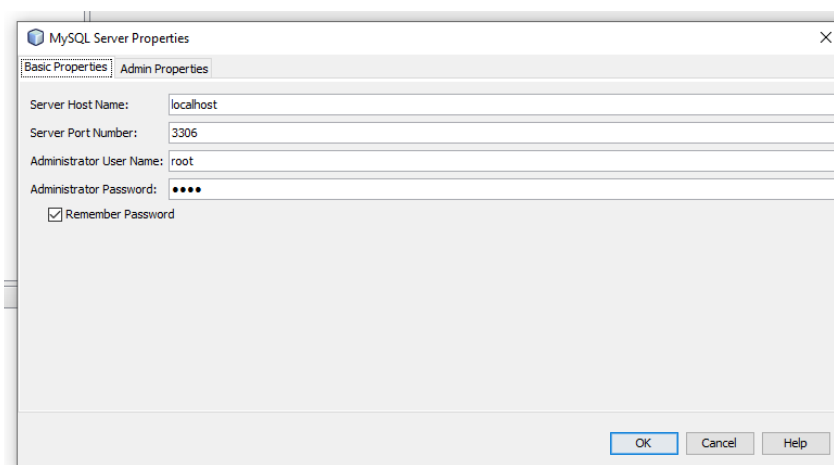 MySQL Server Properties
Basic Properties Admin Properties
Server Host Name: localhost
Server Port Number: 3306
Administrator User Name: root
Administrator Password: ••••
Remember Password
OK Cancel Help